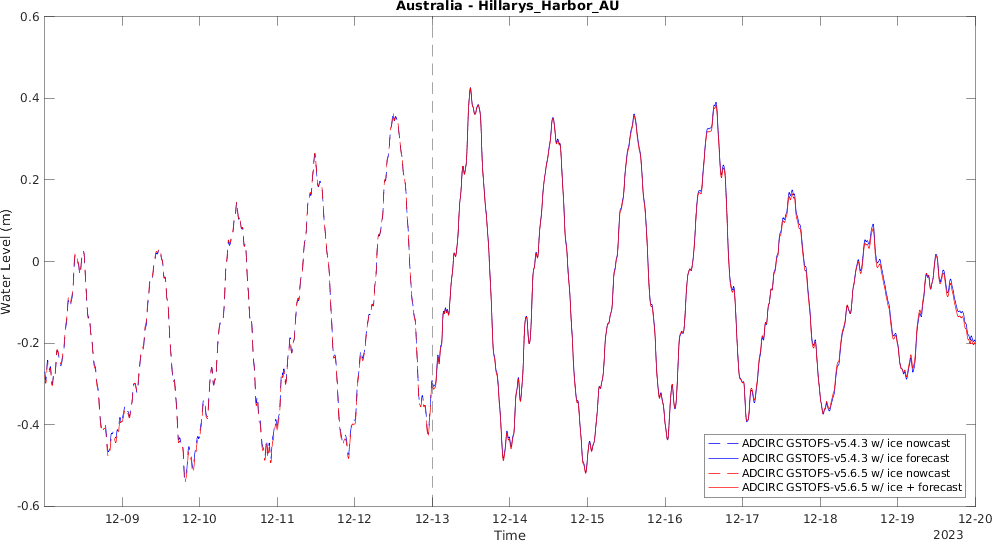 Australia - Hillarys_Harbor_AU
0.6
0.4
0.2
0
-0.2
-0.4
-0.6
Water Level (m)
ADCIRC GSTOFS-v5.4.3 w/ ice nowcast
ADCIRC GSTOFS-v5.4.3 w/ ice forecast
ADCIRC GSTOFS-v5.6.5 w/ ice nowcast
ADCIRC GSTOFS-v5.6.5 w/ ice + forecast
12-09 12-10 12-11 12-12 12-13 12-14 12-15 12-16 12-17 12-18 12-19 12-20
Time
2023